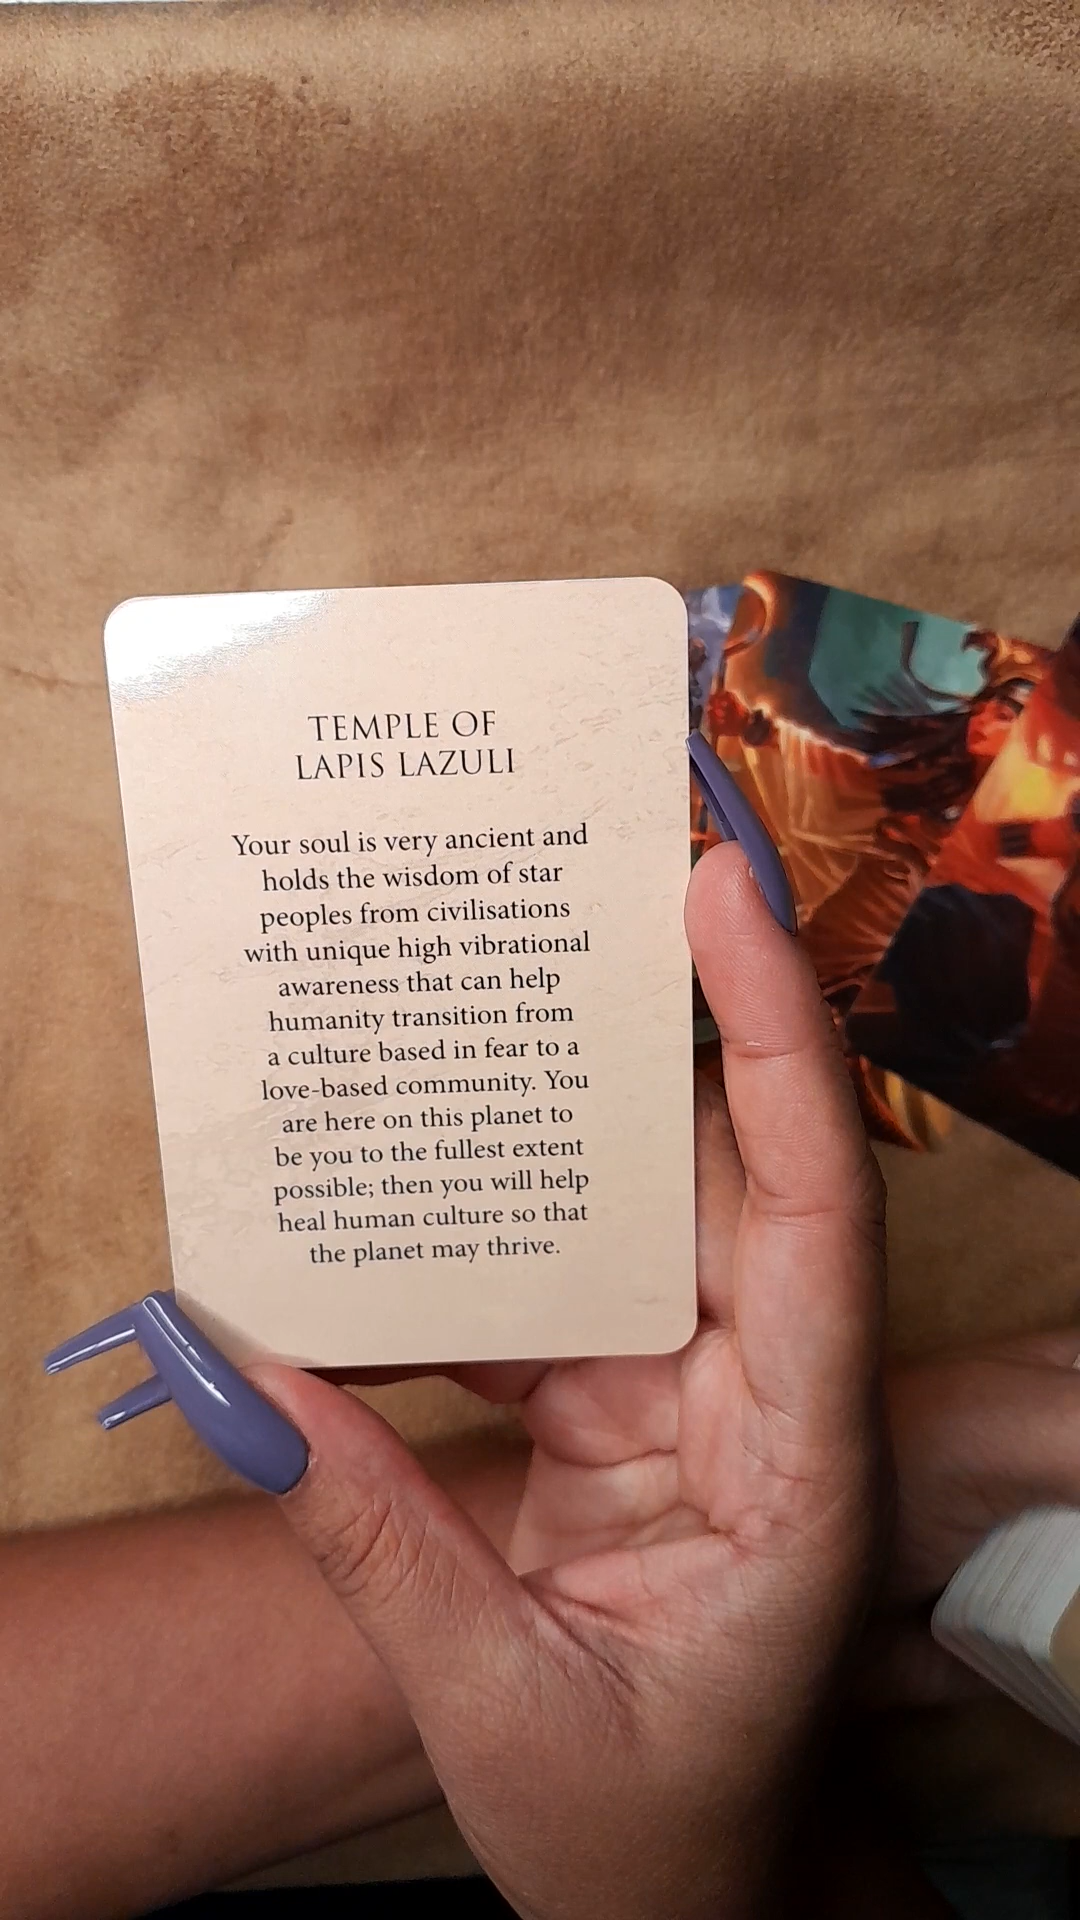 TEMPLE OF
LAPIS LAZULI
Your soul is very ancient and
holds the wisdom of star
peoples from civilisations
with unique high vibrational
awareness that can help
humanity transition from
a culture based in fear to a
love-based community. You
are here on this planet to
be you to the fullest extent
possible; then you will help
heal human culture so that
the planet may thrive.